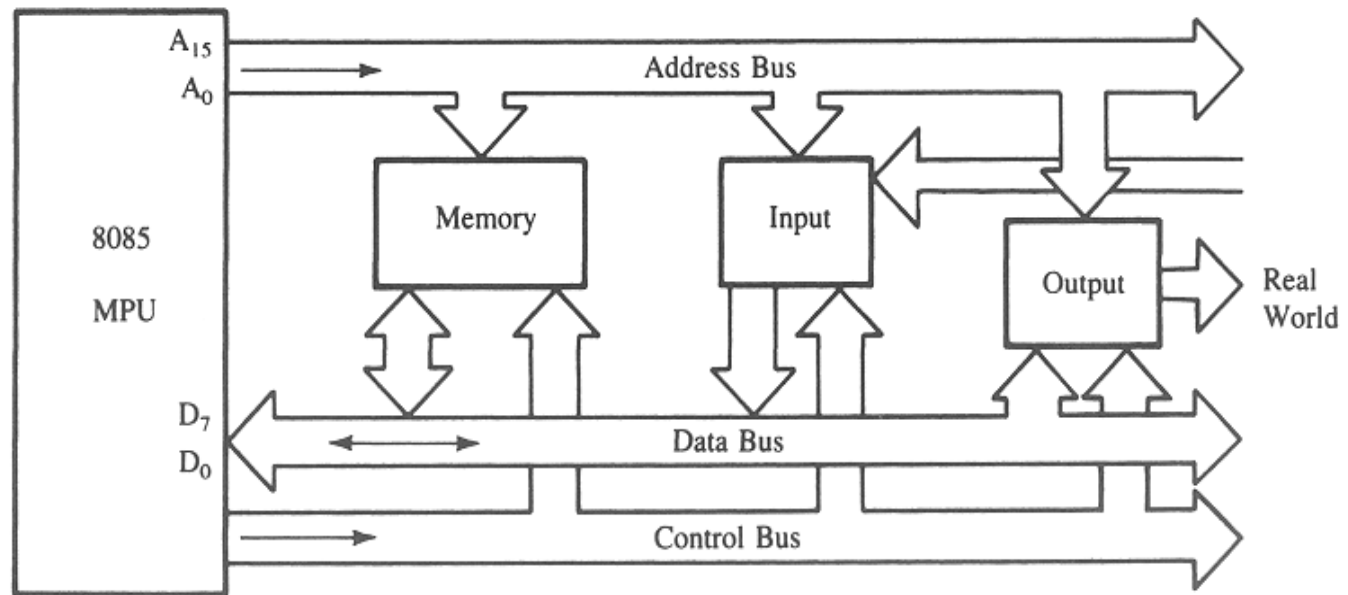 A15
Address Bus
A0
Memory
Input
8085
MPU
Output
Real
World
D7
Data Bus
D0
Control Bus